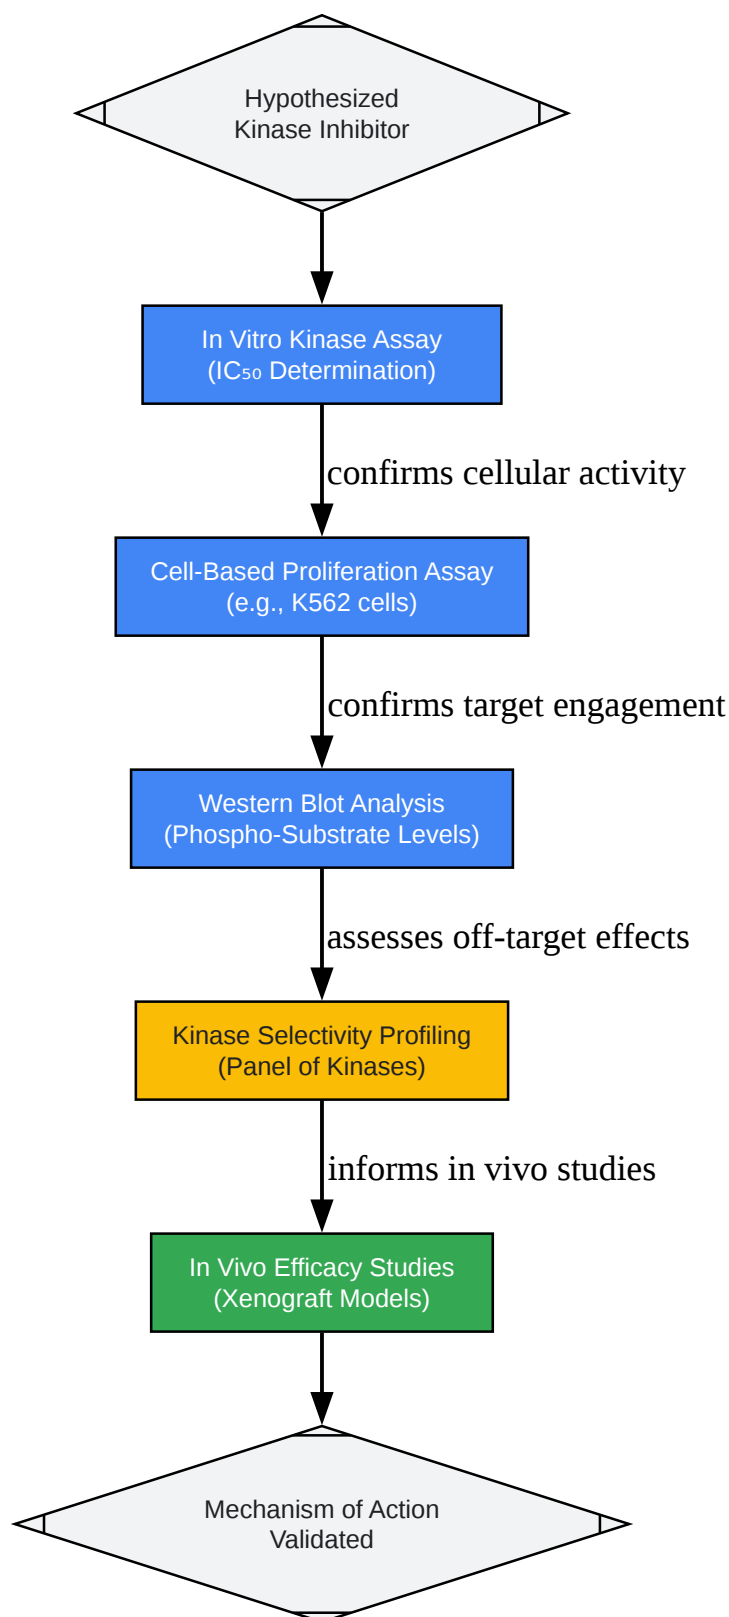 Hypothesized
Kinase Inhibitor
In Vitro Kinase Assay
(IC₅₀ Determination)
confirms cellular activity
Cell-Based Proliferation Assay
(e.g., K562 cells)
confirms target engagement
Western Blot Analysis
(Phospho-Substrate Levels)
assesses off-target effects
Kinase Selectivity Profiling
(Panel of Kinases)
informs in vivo studies
In Vivo Efficacy Studies
(Xenograft Models)
Mechanism of Action
Validated